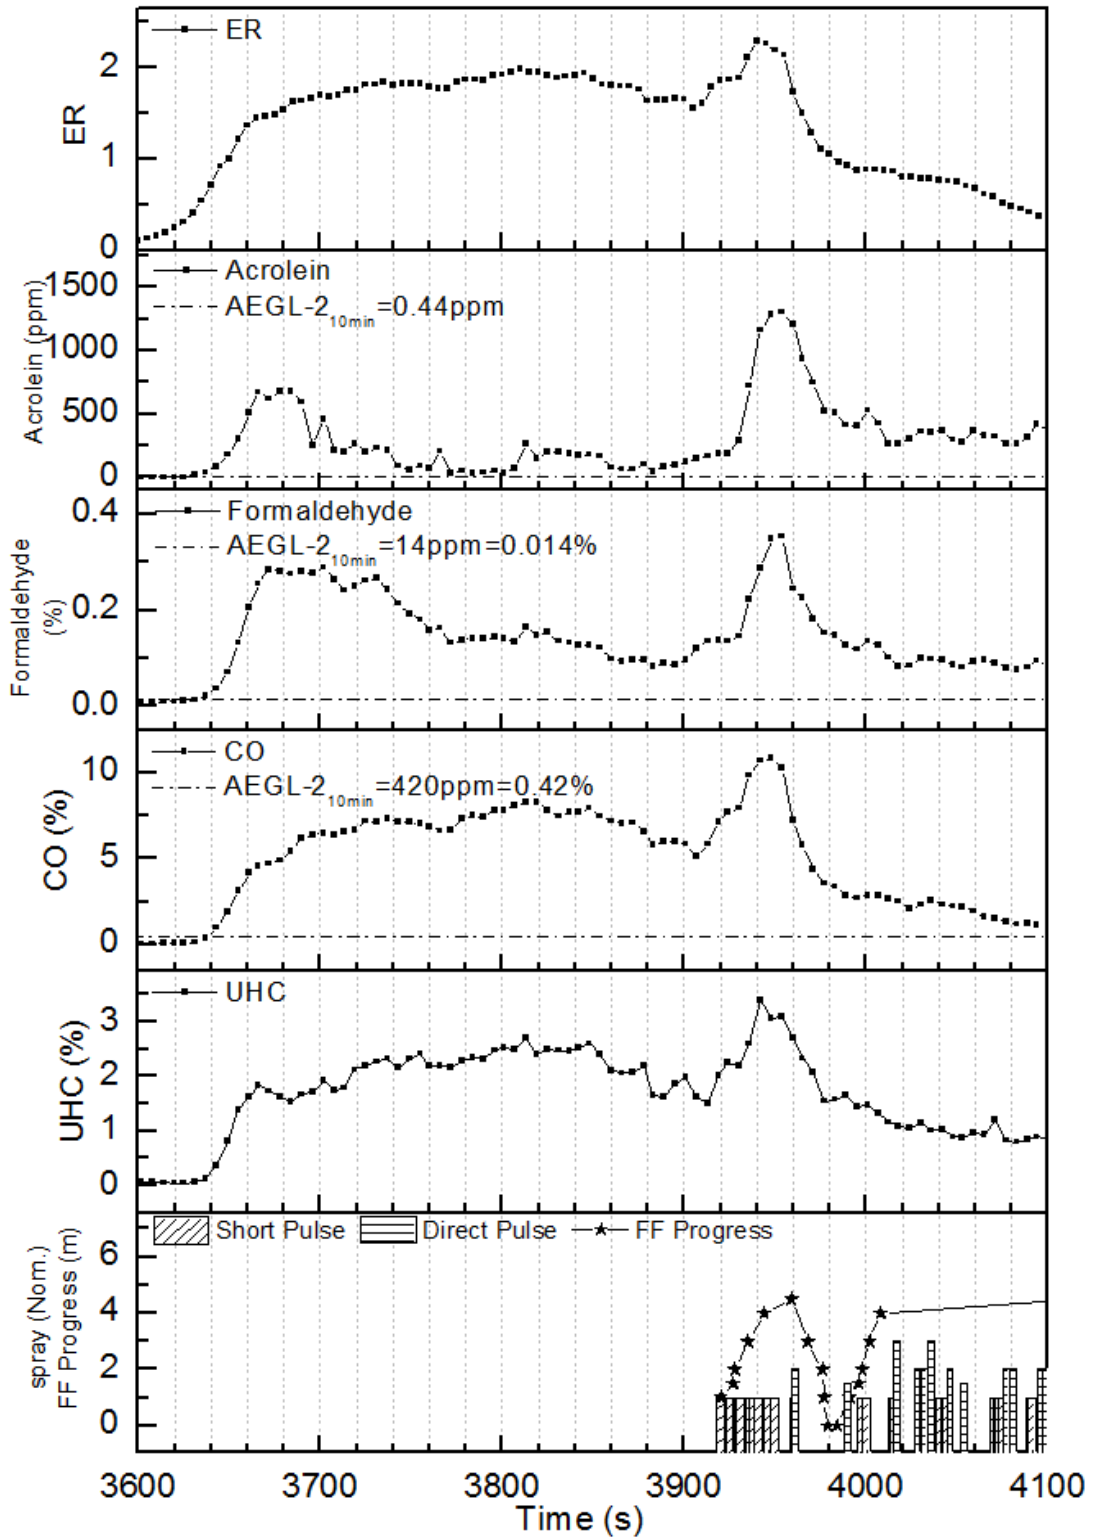 ER
2
1
0
ER
Acrolein
AEGL-210min=0.44ppm
1500
1000
500
0
Acrolein (ppm)
Formaldehyde
AEGL-210min=14ppm=0.014%
0.4
0.2
0.0
Formaldehyde
(%)
CO
AEGL-210min=420ppm=0.42%
10
5
0
CO (%)
UHC
3
2
1
0
UHC (%)
Short Pulse Direct Pulse FF Progress
6
4
2
0
spray (Nom.)
FF Progress (m)
3600 3700 3800 3900 4000 4100
Time (s)